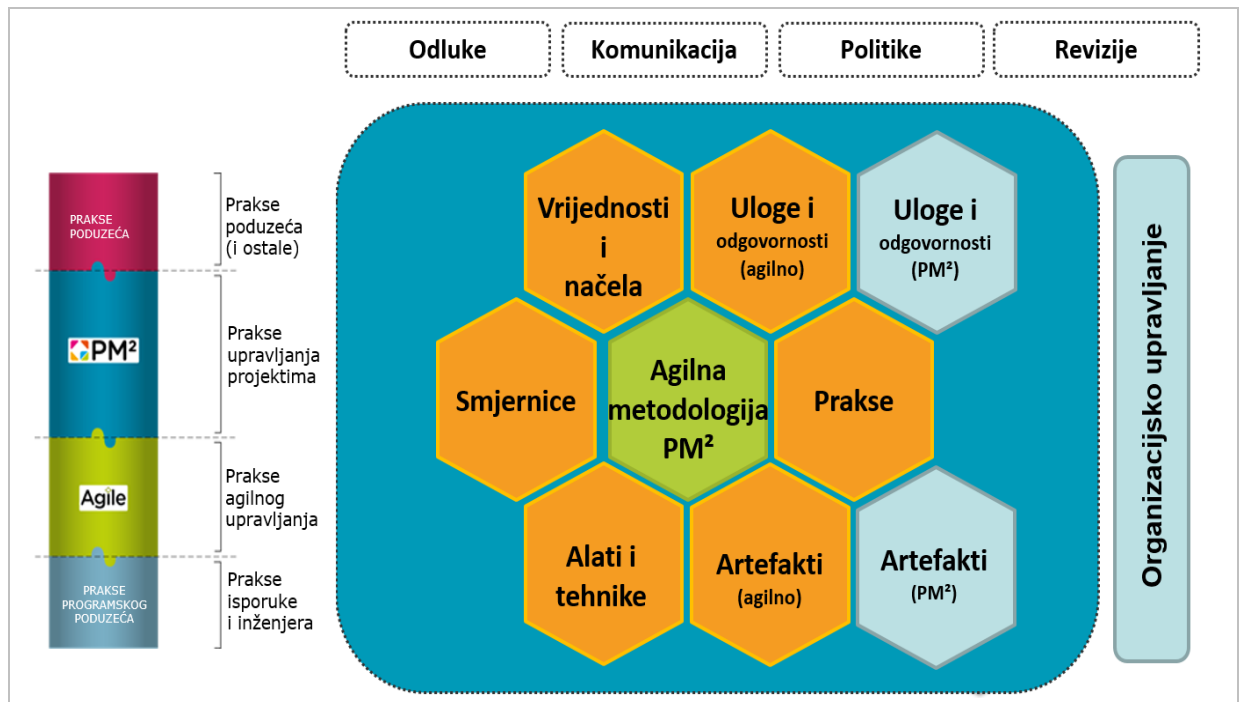 Odluke
Komunikacija
Politike
Revizije
PRAKSE
PODUZEĆA
Prakse
poduzeća
(i ostale)
PM²
Prakse
upravljanja
projektima
Agile
Prakse
agilnog
upravljanja
PRAKSE
PROGRAMSKOG
PODUZEĆA
Prakse
isporuke
i inženjera
Vrijednosti
i
načela
Uloge i
odgovornosti
(agilno)
Uloge i
odgovornosti
(PM²)
Smjernice
Agilna
metodologija
PM²
Prakse
Alati i
tehnike
Artefakti
(agilno)
Artefakti
(PM²)
Organizacijsko upravljanje